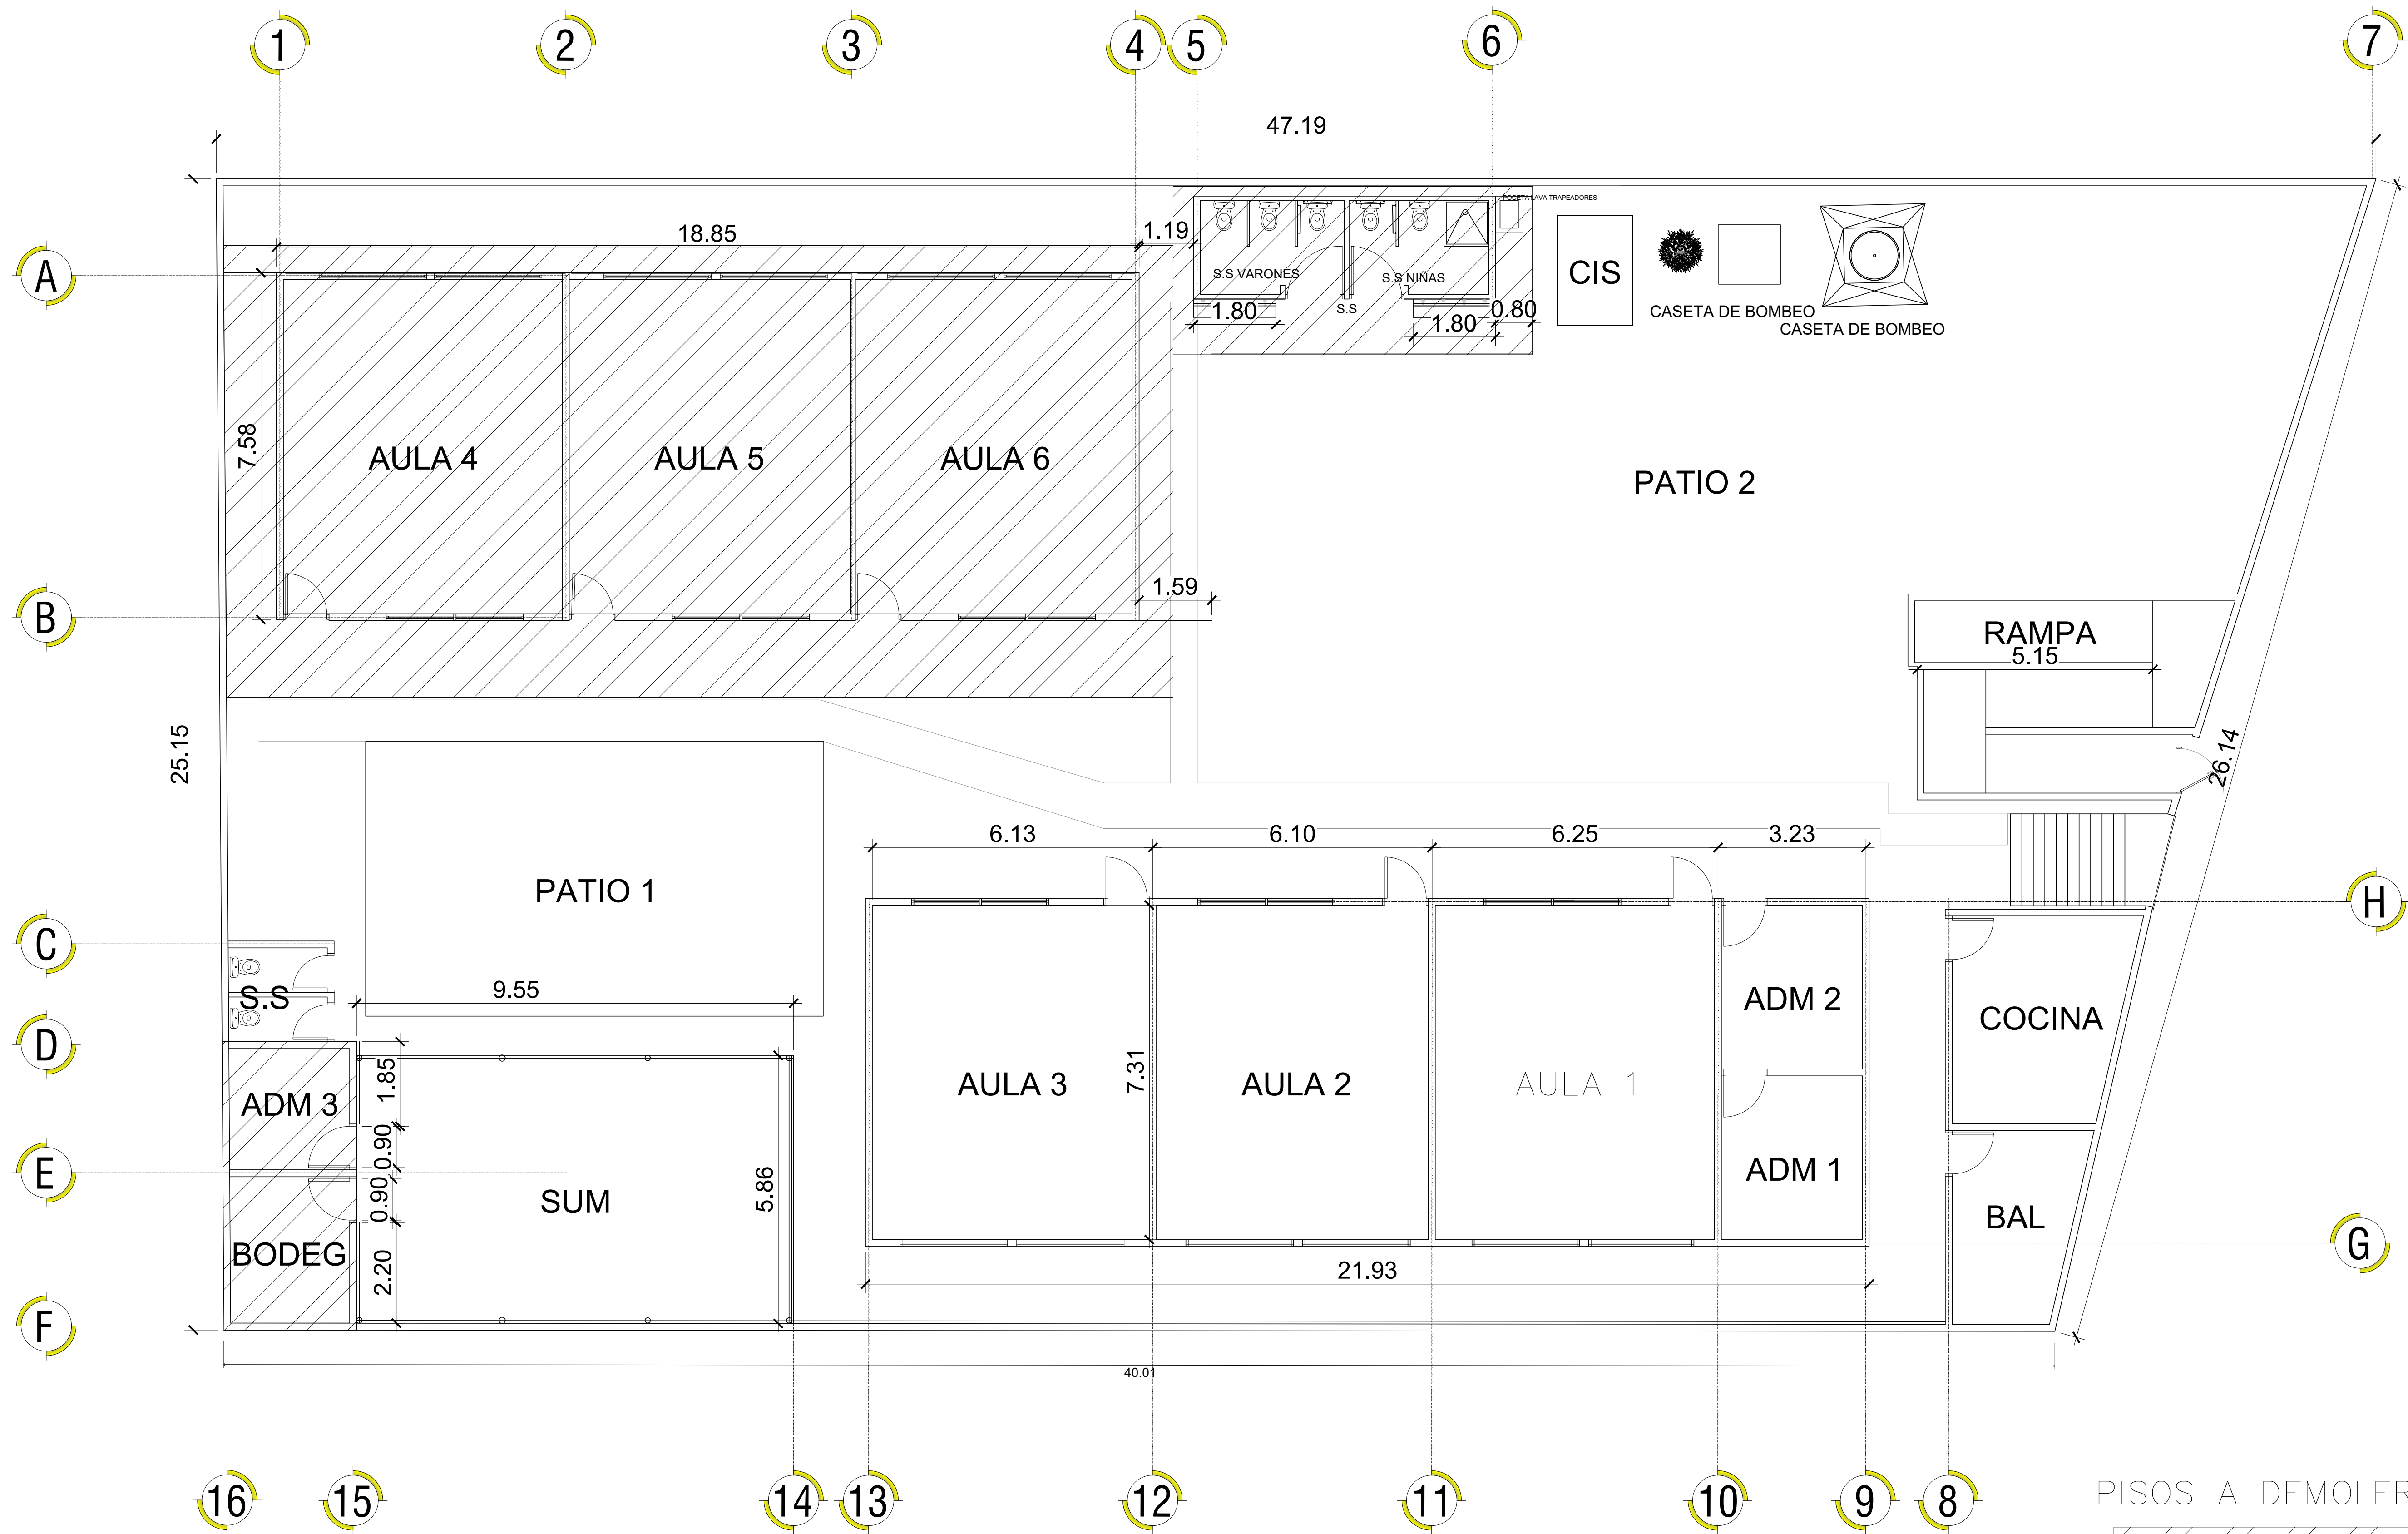 1
2
3
4
5
6
7
47.19
18.85
1.19
POCETA LAVA TRAPEADORES
A
S.S VARONES
S.S NIÑAS
CIS
1.80
S.S
1.80
0.80
CASETA DE BOMBEO
CASETA DE BOMBEO
7.58
AULA 4
AULA 5
AULA 6
PATIO 2
1.59
B
RAMPA
5.15
25.15
26.14
6.13
6.10
6.25
3.23
PATIO 1
H
C
9.55
S.S
ADM 2
COCINA
D
1.85
ADM 3
AULA 3
7.31
AULA 2
AULA 1
0.90
E
0.90
SUM
5.86
ADM 1
BAL
BODEG
2.20
G
21.93
F
40.01
16
15
14
13
12
11
10
9
8
PISOS A DEMOLER